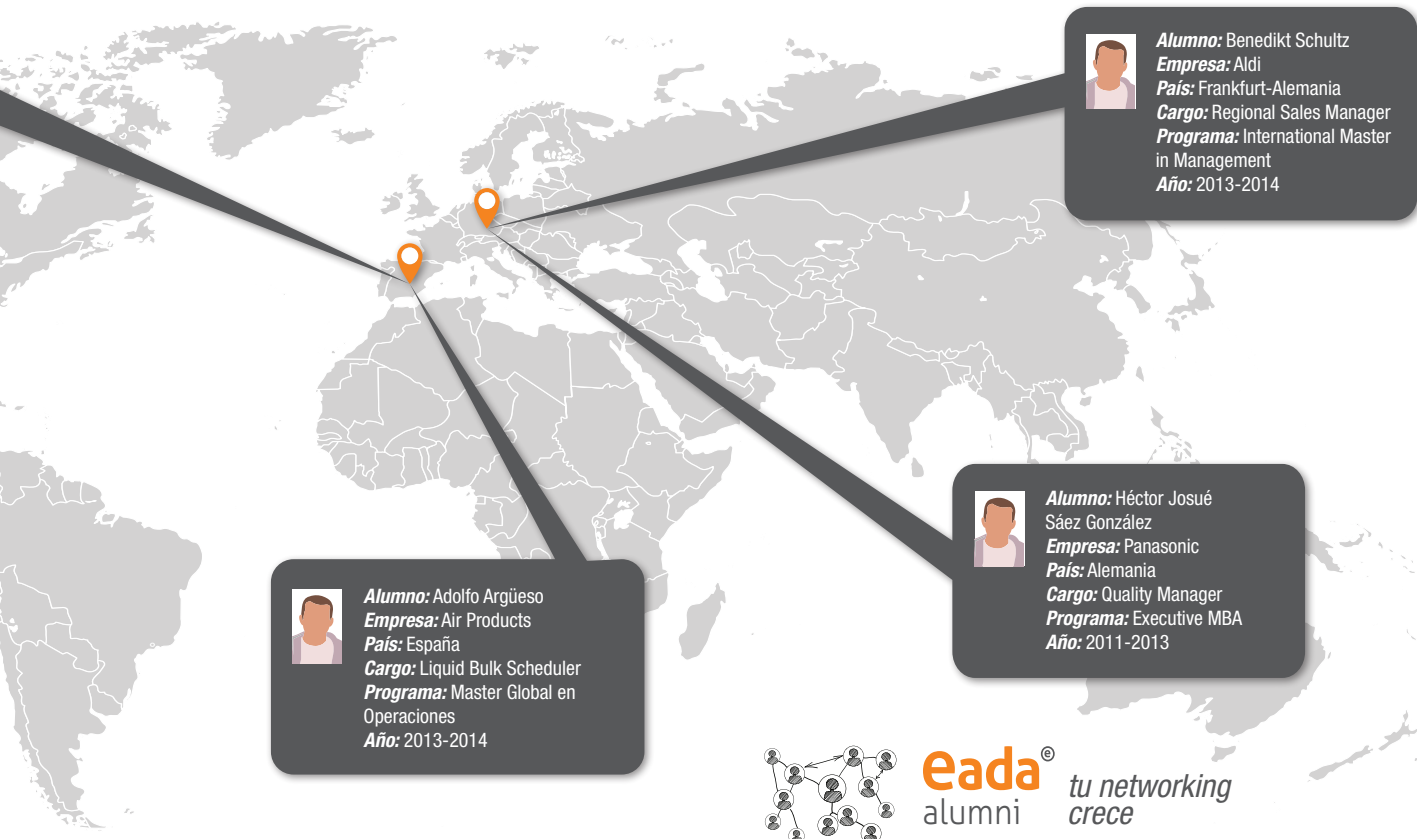 Alumno: Benedikt Schultz
Empresa: Aldi
País: Frankfurt-Alemania
Cargo: Regional Sales Manager
Programa: International Master
in Management
Año: 2013-2014
Alumno: Héctor Josué
Sáez González
Empresa: Panasonic
País: Alemania
Cargo: Quality Manager
Programa: Executive MBA
Año: 2011-2013
Alumno: Adolfo Argüeso
Empresa: Air Products
País: España
Cargo: Liquid Bulk Scheduler
Programa: Master Global en
Operaciones
Año: 2013-2014
eada
alumni
tu networking
crece